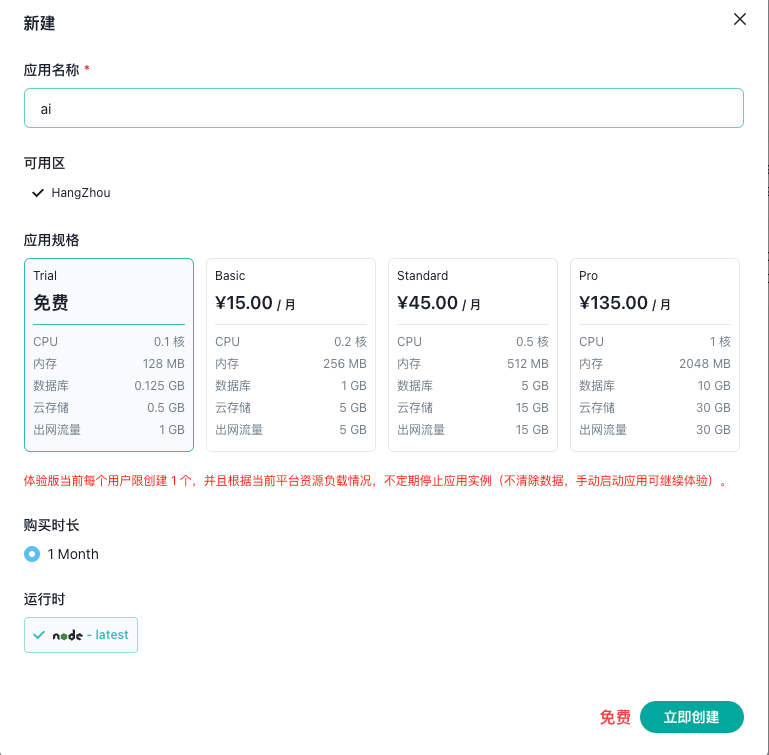 新建
应用名称 *
ai
可用区
HangZhou
应用规格
Trial
免费
CPU 0.1 核
内存 128 MB
数据库 0.125 GB
云存储 0.5 GB
出网流量 1 GB
Basic
¥15.00 / 月
CPU 0.2 核
内存 256 MB
数据库 1 GB
云存储 5 GB
出网流量 5 GB
Standard
¥45.00 / 月
CPU 0.5 核
内存 512 MB
数据库 5 GB
云存储 15 GB
出网流量 15 GB
Pro
¥135.00 / 月
CPU 1 核
内存 2048 MB
数据库 10 GB
云存储 30 GB
出网流量 30 GB
体验版当前每个用户限创建 1 个，并且根据当前平台资源负载情况，不定期停止应用实例（不清除数据，手动启动应用可继续体验）。
购买时长
1 Month
运行时
node - latest
免费 立即创建